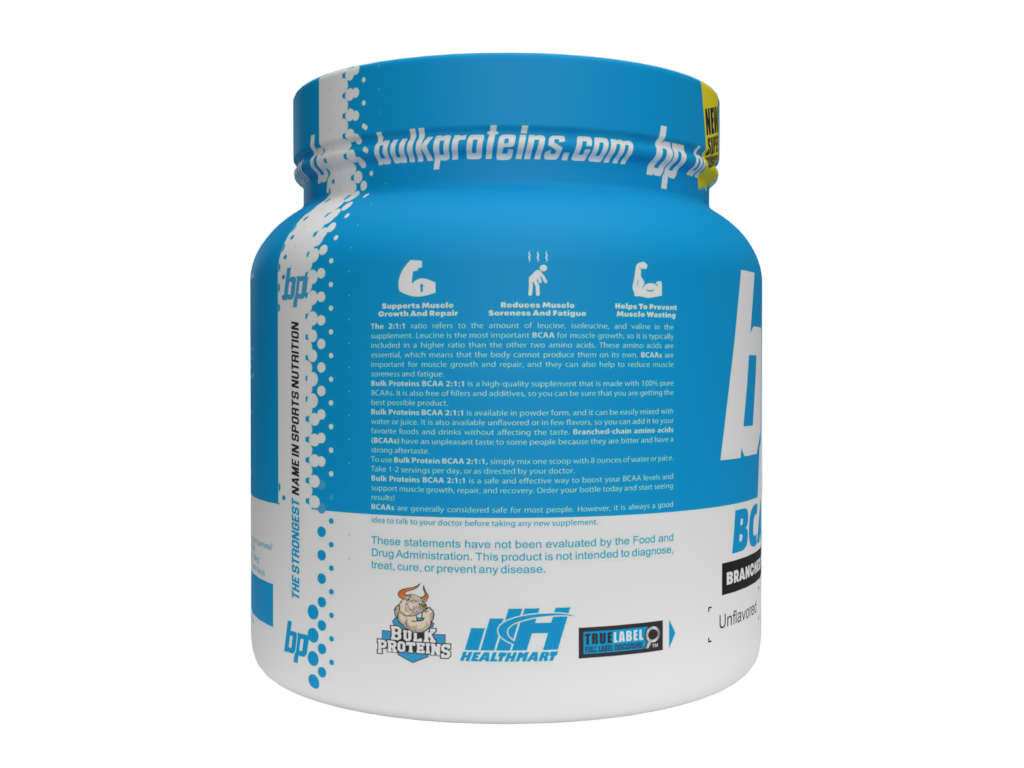 NEW
bulkproteins.com
bp
Supports Muscle
Growth And Repair
Reduces Muscle
Soreness And Fatigue
Helps To Prevent
Muscle Wasting
The 2:1:1 ratio refers to the amount of leucine, isoleucine, and valine in the
supplement. Leucine is the most important BCAA for muscle growth, so it is typically
included in a higher ratio than the other two amino acids. These amino acids are
essential, which means that the body cannot produce them on its own. BCAAs are
important for muscle growth and repair, and they can also help to reduce muscle
soreness and fatigue.
Bulk Proteins BCAA 2:1:1 is a high-quality supplement that is made with 100% pure
BCAAs. It is also free of fillers and additives, so you can be sure that you are getting the
best possible product.
Bulk Proteins BCAA 2:1:1 is available in powder form, and it can be easily mixed with
water or juice. It is also available unflavored or in few flavors, so you can add it to your
favorite foods and drinks without affecting the taste. Branched-chain amino acids
(BCAAs) have an unpleasant taste to some people because they are bitter and have a
strong aftertaste.
To use Bulk Protein BCAA 2:1:1, simply mix one scoop with 8 ounces of water or juice.
Take 1-2 servings per day, or as directed by your doctor.
Bulk Proteins BCAA 2:1:1 is a safe and effective way to boost your BCAA levels and
support muscle growth, repair, and recovery. Order your bottle today and start seeing
results!
BCAAs are generally considered safe for most people. However, it is always a good
idea to talk to your doctor before taking any new supplement.
These statements have not been evaluated by the Food and
Drug Administration. This product is not intended to diagnose,
treat, cure, or prevent any disease.
BULK
PROTEINS
HEALTHMART
TRUELABEL
FULL LABEL DISCLOSURE
TM
bp
THE STRONGEST NAME IN SPORTS NUTRITION
bp
Unflavored